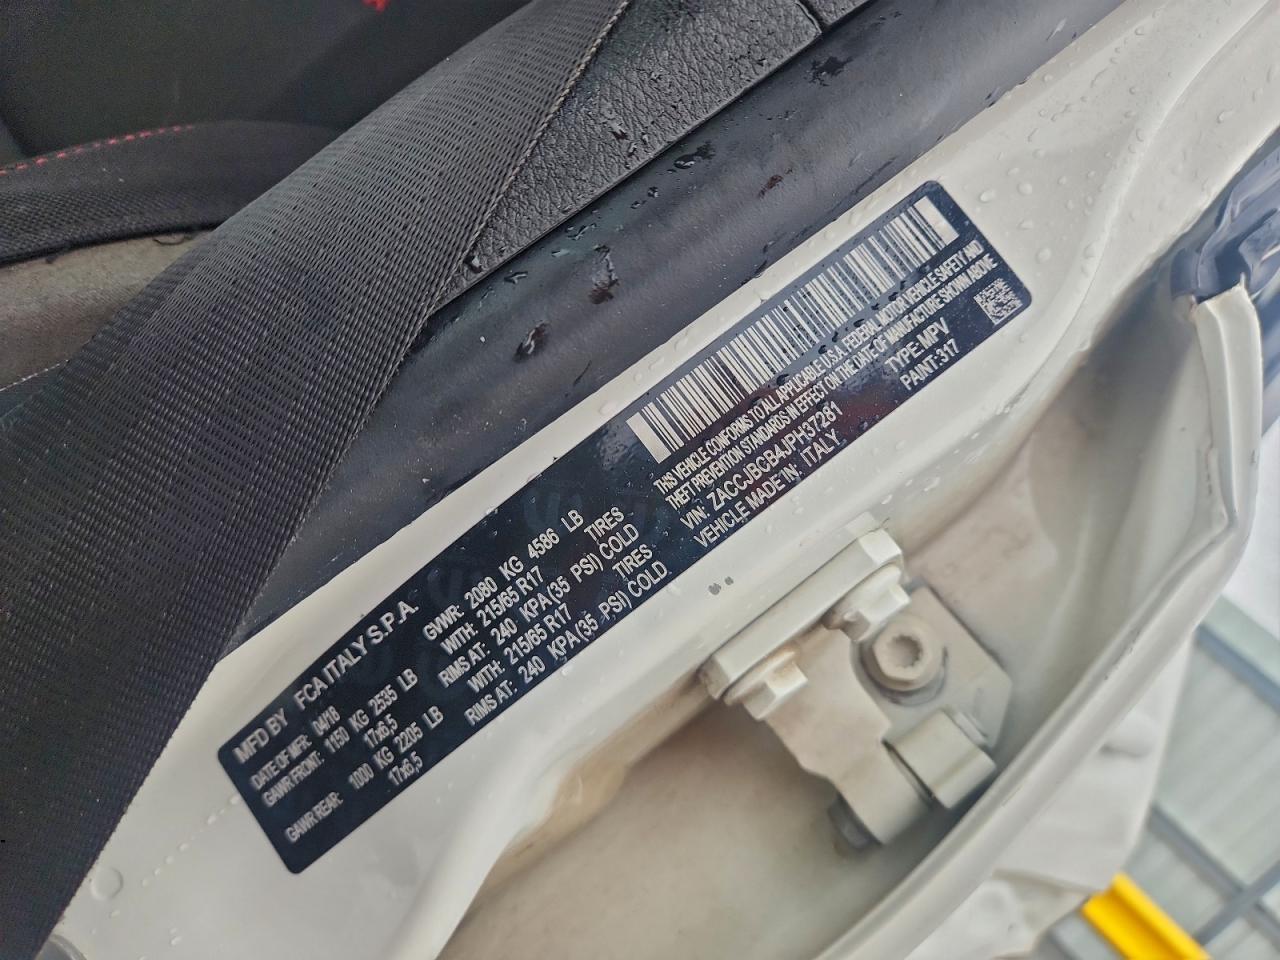 MFD BY FCA ITALY S.P.A.
DATE OF MFR: 04/18 GVWR: 2080 KG 4586 LB
GAWR FRONT: 1150 KG 2535 LB WITH: 215/65 R17 TIRES
17x6,5 RIMS AT: 240 KPA(35 PSI) COLD
GAWR REAR: 1000 KG 2205 LB WITH: 215/65 R17 TIRES
17x6,5 RIMS AT: 240 KPA(35 PSI) COLD
THIS VEHICLE CONFORMS TO ALL APPLICABLE U.S.A. FEDERAL MOTOR VEHICLE SAFETY AND
THEFT PREVENTION STANDARDS IN EFFECT ON THE DATE OF MANUFACTURE SHOWN ABOVE
VIN: ZACCJBCB4JPH37281 TYPE: MPV
VEHICLE MADE IN: ITALY PAINT: 317